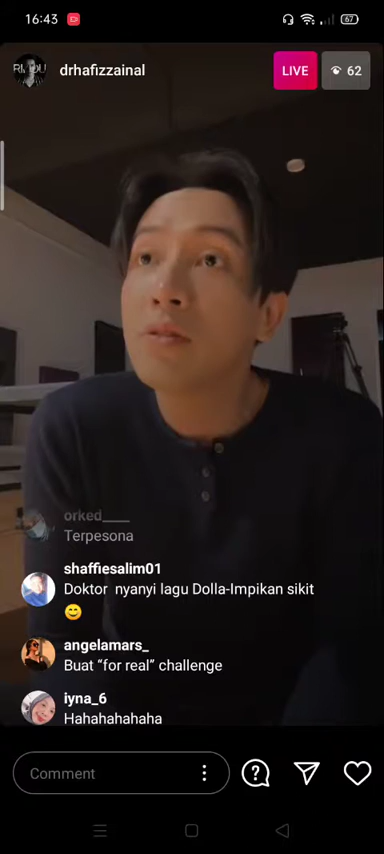 16:43
67
drhafizzainal
LIVE
62
orked____
Terpesona
shaffiesalim01
Doktor nyanyi lagu Dolla-Impikan sikit
😊
angelamars_
Buat “for real” challenge
iyna_6
Hahahahahaha
Comment